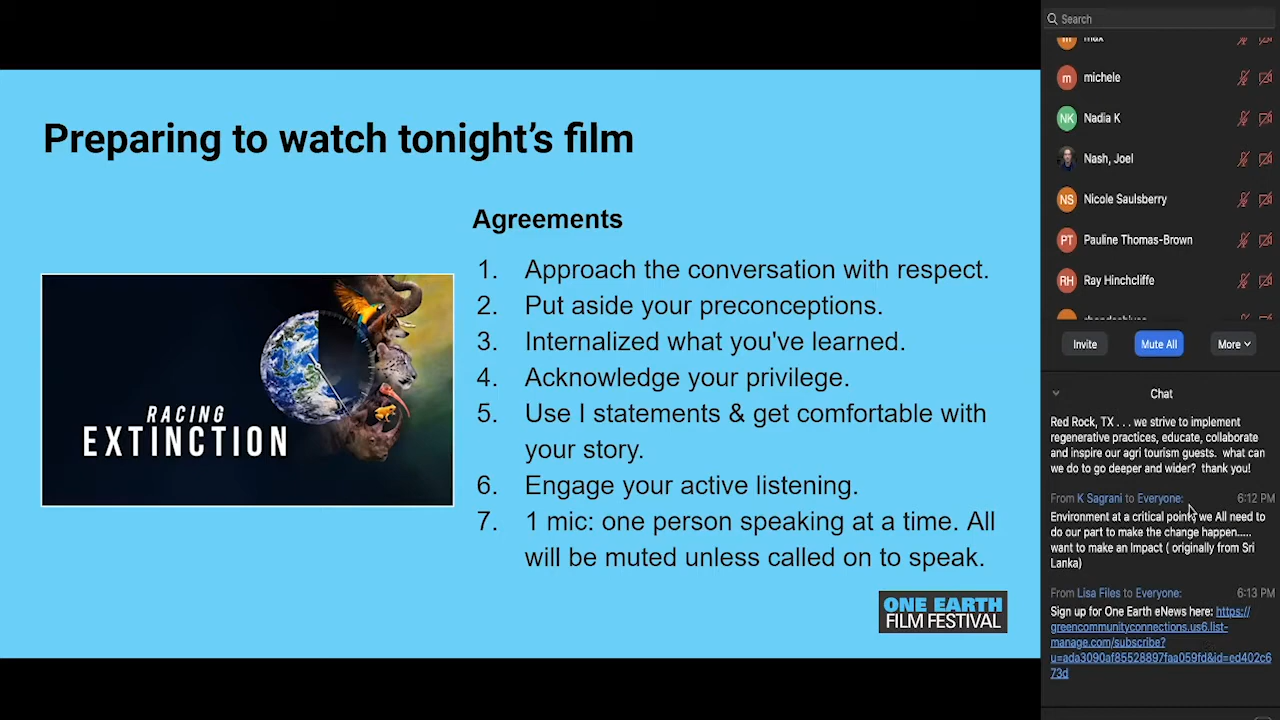 Preparing to watch tonight's film
Agreements
1. Approach the conversation with respect.
2. Put aside your preconceptions.
3. Internalized what you've learned.
4. Acknowledge your privilege.
5. Use I statements & get comfortable with
your story.
6. Engage your active listening.
7. 1 mic: one person speaking at a time. All
will be muted unless called on to speak.
RACING
EXTINCTION
ONE EARTH
FILM FESTIVAL
Search
m max
m michele
NK Nadia K
Nash, Joel
NS Nicole Saulsberry
PT Pauline Thomas-Brown
RH Ray Hinchcliffe
Invite Mute All More
Chat
Red Rock, TX . . . we strive to implement
regenerative practices, educate, collaborate
and inspire our agri tourism guests. what can
we do to go deeper and wider? thank you!
From K Sagrani to Everyone: 6:12 PM
Environment at a critical point, we All need to
do our part to make the change happen.....
want to make an Impact ( originally from Sri
Lanka)
From Lisa Files to Everyone: 6:13 PM
Sign up for One Earth eNews here: https://
greencommunityconnections.us6.list-
manage.com/subscribe?
u=ada3090af85528897faa059fd&id=ed402c6
73d